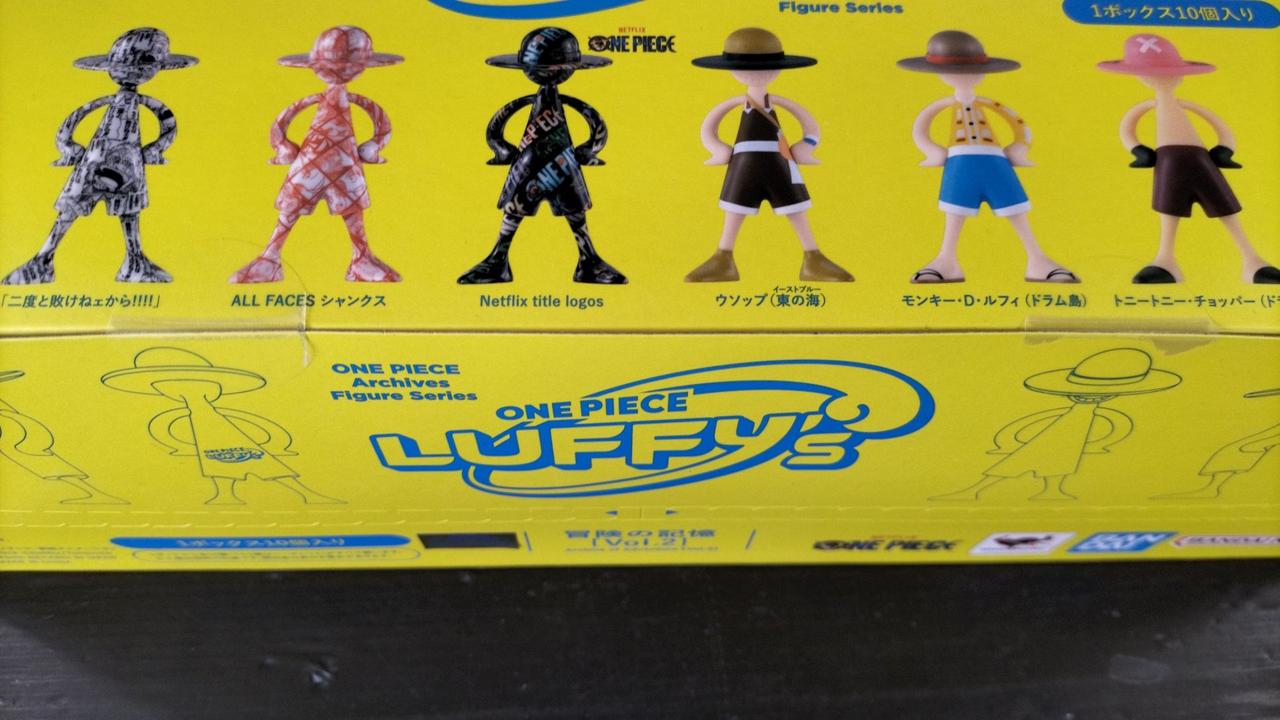 Figure Series
1ボックス10個入り
NETFLIX
ONE PIECE
「二度と敗けねェから!!!!」
ALL FACES シャンクス
Netflix title logos
イーストブルー
ウソップ（東の海）
モンキー・D・ルフィ（ドラム島）
トニートニー・チョッパー（ド
ONE PIECE
Archives
Figure Series
ONE PIECE
LUFFY's
ONE PIECE
LUFFY's
1ボックス10個入り
冒険の記憶
[Vol.2]
ONE PIECE
BANDAI